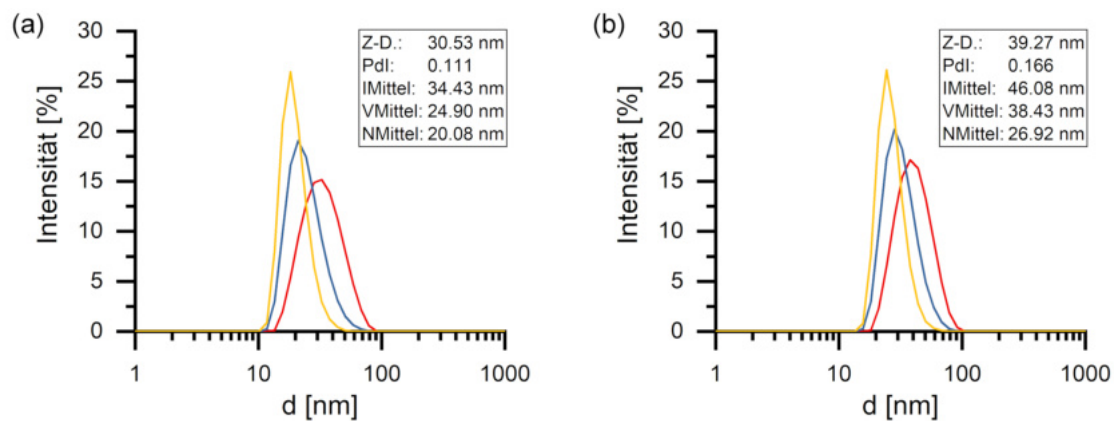 (a)
30
25
20
15
10
5
0
Intensität [%]
Z-D.: 30.53 nm
PdI: 0.111
IMittel: 34.43 nm
VMittel: 24.90 nm
NMittel: 20.08 nm
1 10 100 1000
d [nm]
(b)
30
25
20
15
10
5
0
Intensität [%]
Z-D.: 39.27 nm
PdI: 0.166
IMittel: 46.08 nm
VMittel: 38.43 nm
NMittel: 26.92 nm
1 10 100 1000
d [nm]